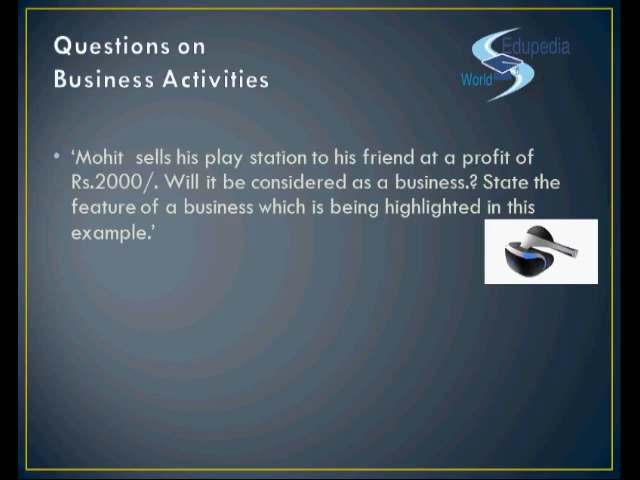 Questions on
Business Activities
Edupedia
World
• ‘Mohit sells his play station to his friend at a profit of
Rs.2000/. Will it be considered as a business.? State the
feature of a business which is being highlighted in this
example.’